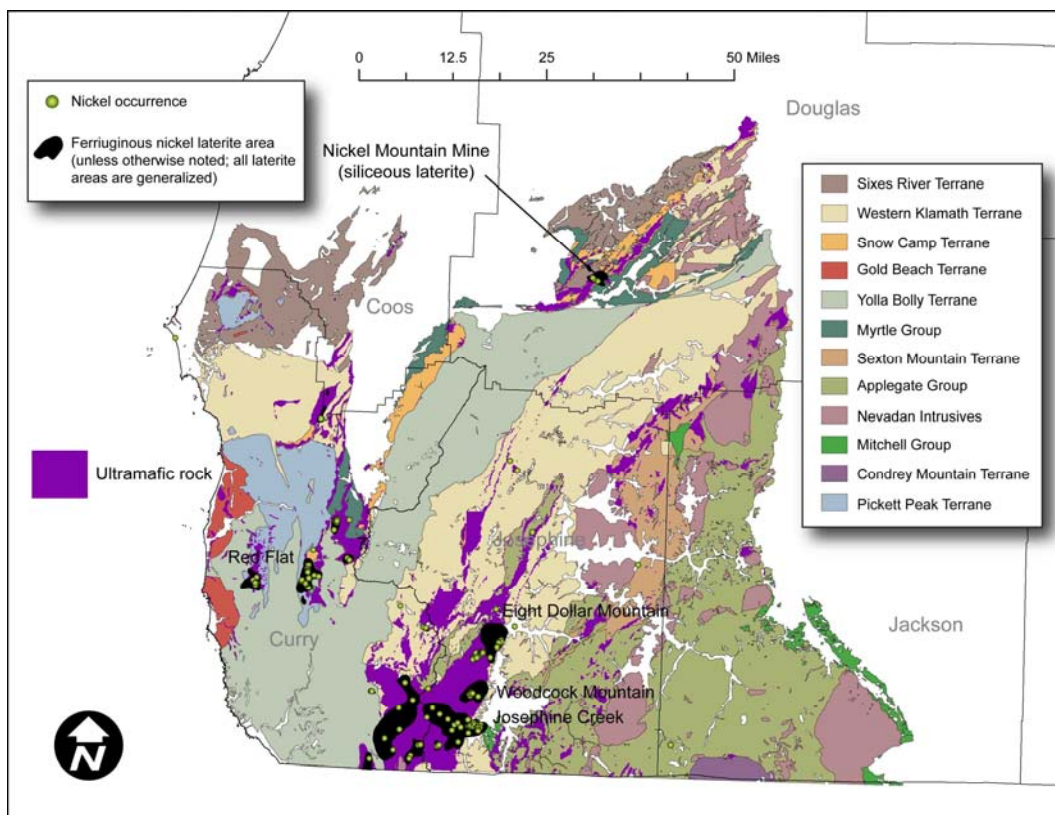 0 12.5 25 50 Miles
Nickel occurrence
Ferriuginous nickel laterite area
(unless otherwise noted; all laterite
areas are generalized)
Douglas
Nickel Mountain Mine
(siliceous laterite)
Sixes River Terrane
Western Klamath Terrane
Snow Camp Terrane
Gold Beach Terrane
Yolla Bolly Terrane
Myrtle Group
Sexton Mountain Terrane
Applegate Group
Nevadan Intrusives
Mitchell Group
Condrey Mountain Terrane
Pickett Peak Terrane
Coos
Ultramafic rock
Josephine
Red Flat
Eight Dollar Mountain
Curry
Jackson
Woodcock Mountain
Josephine Creek
N